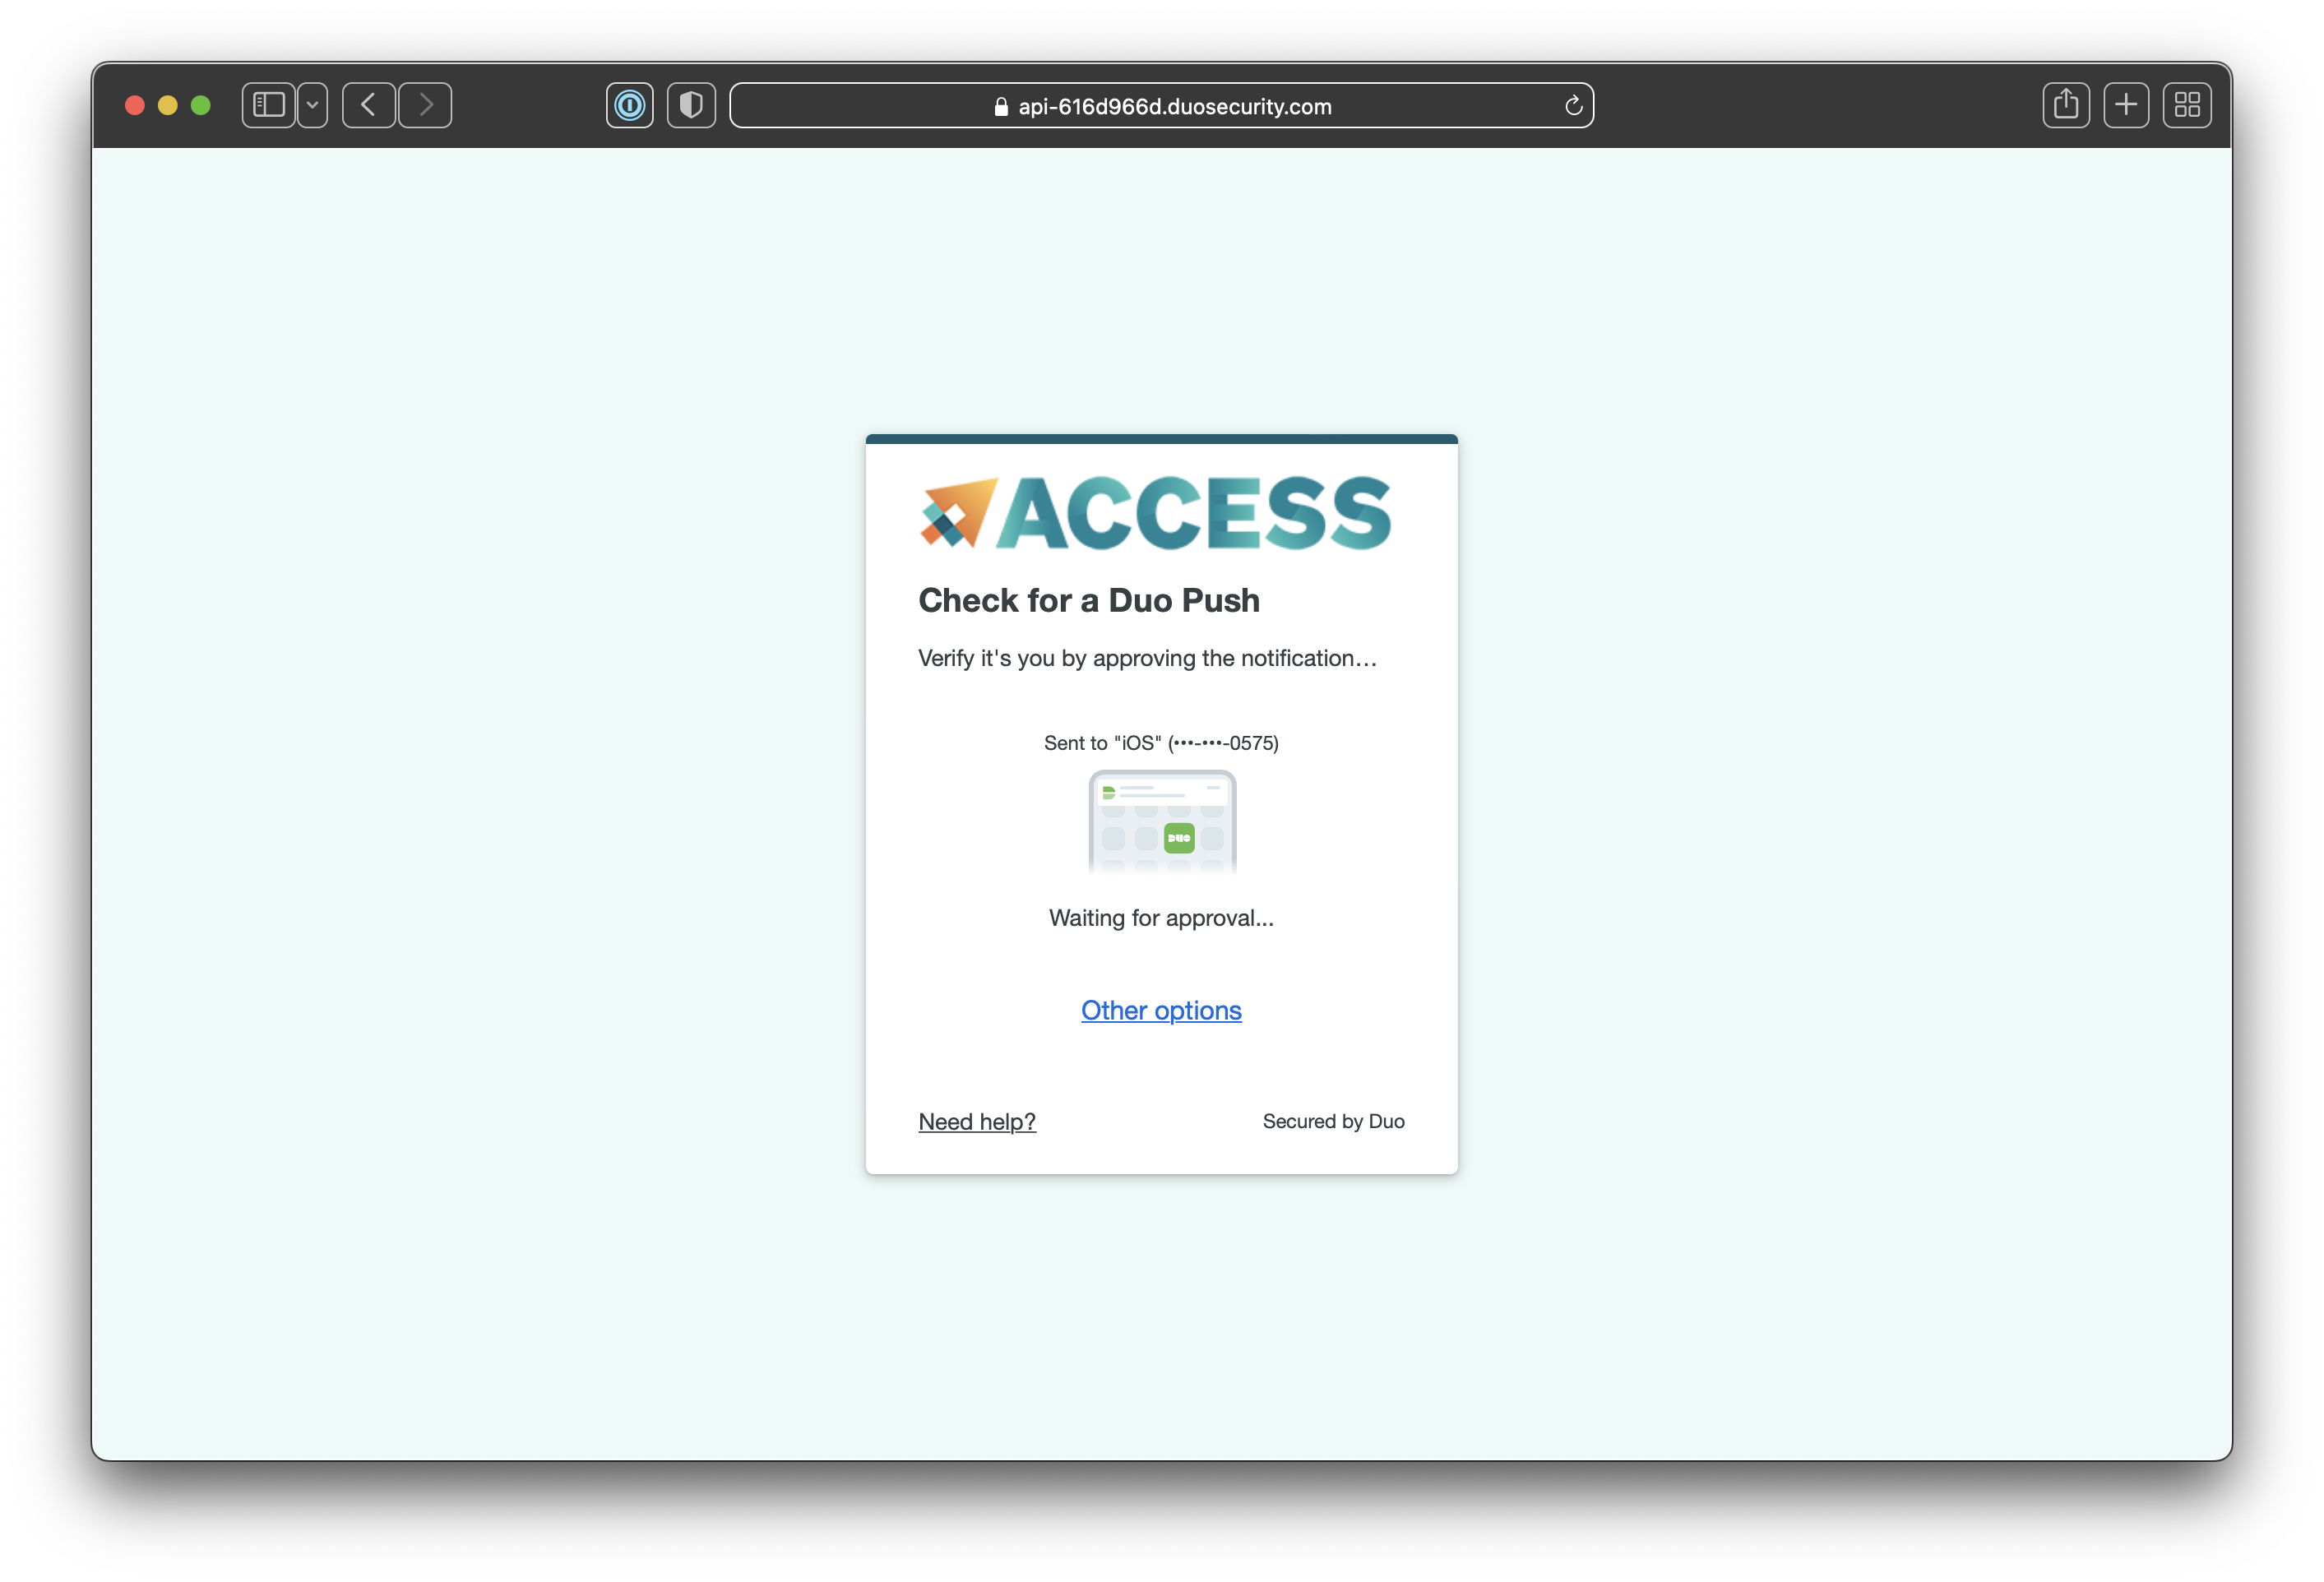 api-616d966d.duosecurity.com
ACCESS
Check for a Duo Push
Verify it's you by approving the notification…
Sent to "iOS" (•••-•••-0575)
DUO
Waiting for approval...
Other options
Need help?
Secured by Duo